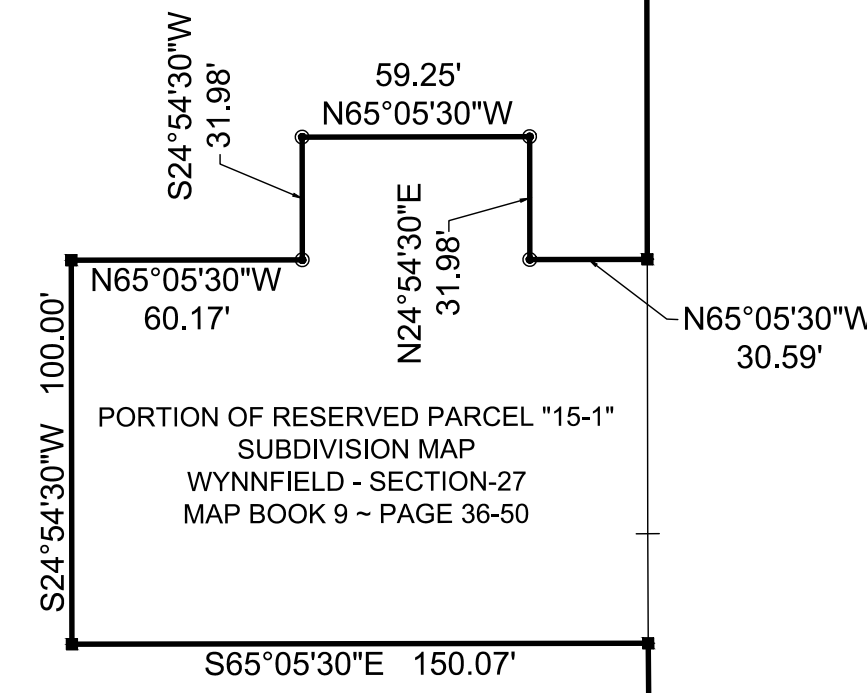 S24°54'30"W
31.98'
59.25'
N65°05'30"W
N24°54'30"E
31.98'
N65°05'30"W
60.17'
N65°05'30"W
30.59'
S24°54'30"W 100.00'
PORTION OF RESERVED PARCEL "15-1"
SUBDIVISION MAP
WYNNFIELD - SECTION-27
MAP BOOK 9 ~ PAGE 36-50
S65°05'30"E 150.07'